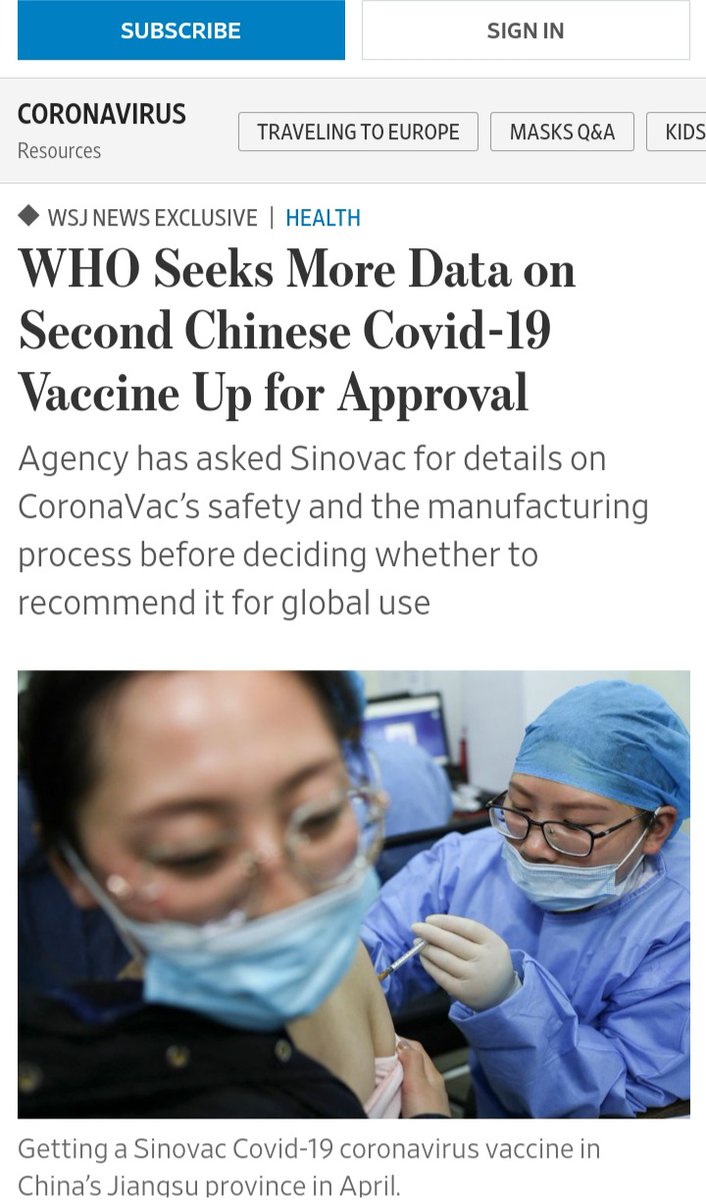 SUBSCRIBE
SIGN IN
CORONAVIRUS
Resources
TRAVELING TO EUROPE
MASKS Q&A
KIDS
WSJ NEWS EXCLUSIVE | HEALTH
WHO Seeks More Data on
Second Chinese Covid-19
Vaccine Up for Approval
Agency has asked Sinovac for details on
CoronaVac's safety and the manufacturing
process before deciding whether to
recommend it for global use
Getting a Sinovac Covid-19 coronavirus vaccine in
China's Jiangsu province in April.